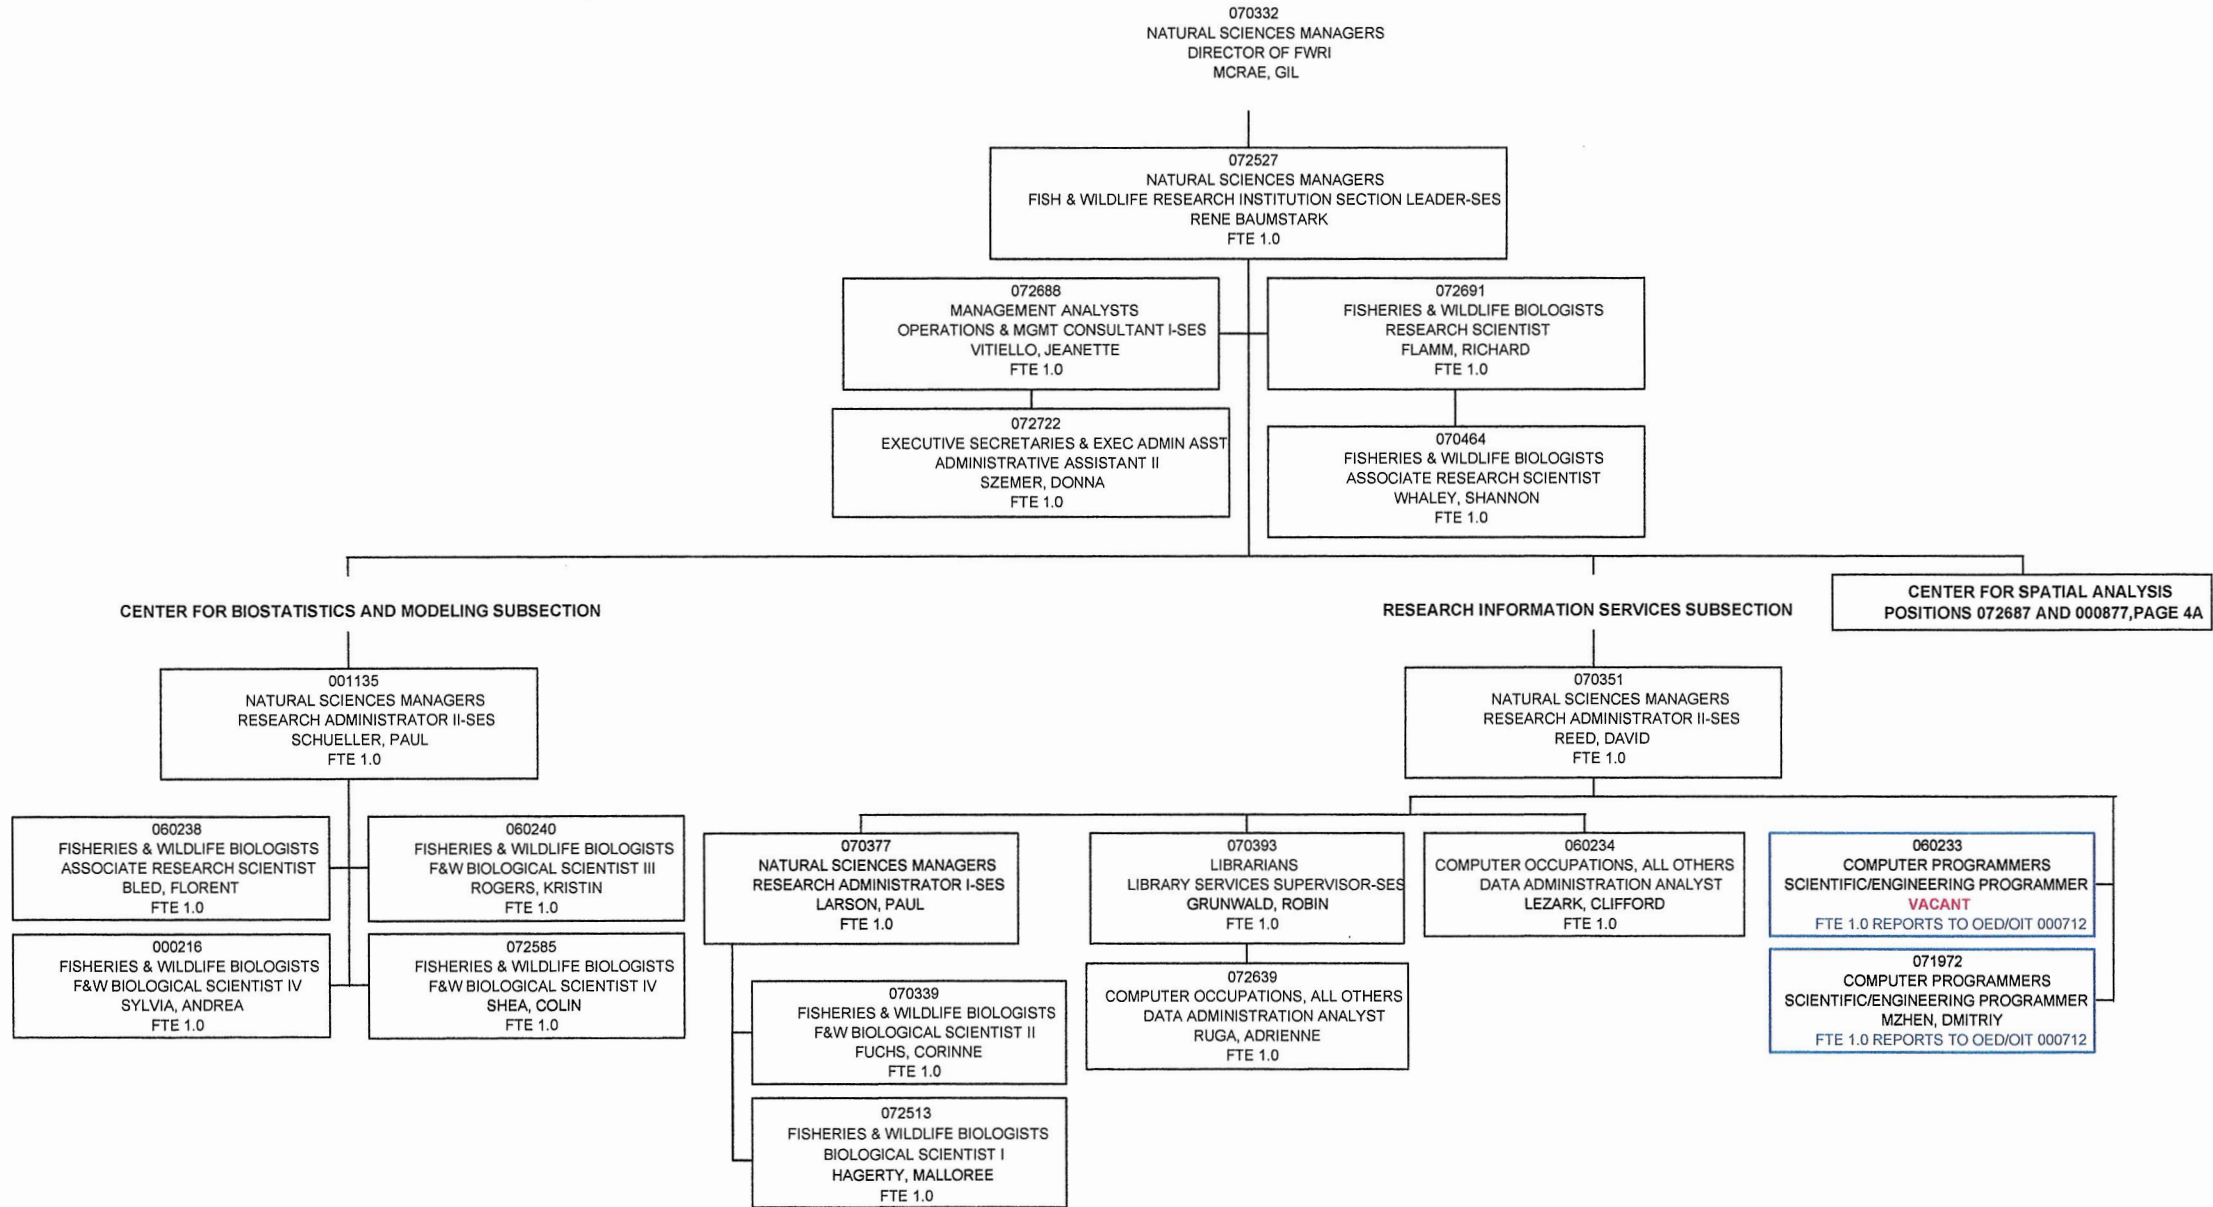 070332
NATURAL SCIENCES MANAGERS
DIRECTOR OF FWRI
MCRAE, GIL
072527
NATURAL SCIENCES MANAGERS
FISH & WILDLIFE RESEARCH INSTITUTION SECTION LEADER-SES
RENE BAUMSTARK
FTE 1.0
072688
MANAGEMENT ANALYSTS
OPERATIONS & MGMT CONSULTANT I-SES
VITIELLO, JEANETTE
FTE 1.0
072691
FISHERIES & WILDLIFE BIOLOGISTS
RESEARCH SCIENTIST
FLAMM, RICHARD
FTE 1.0
072722
EXECUTIVE SECRETARIES & EXEC ADMIN ASST
ADMINISTRATIVE ASSISTANT II
SZEMER, DONNA
FTE 1.0
070464
FISHERIES & WILDLIFE BIOLOGISTS
ASSOCIATE RESEARCH SCIENTIST
WHALEY, SHANNON
FTE 1.0
CENTER FOR BIOSTATISTICS AND MODELING SUBSECTION
RESEARCH INFORMATION SERVICES SUBSECTION
CENTER FOR SPATIAL ANALYSIS
POSITIONS 072687 AND 000877,PAGE 4A
001135
NATURAL SCIENCES MANAGERS
RESEARCH ADMINISTRATOR II-SES
SCHUELLER, PAUL
FTE 1.0
070351
NATURAL SCIENCES MANAGERS
RESEARCH ADMINISTRATOR II-SES
REED, DAVID
FTE 1.0
060238
FISHERIES & WILDLIFE BIOLOGISTS
ASSOCIATE RESEARCH SCIENTIST
BLED, FLORENT
FTE 1.0
060240
FISHERIES & WILDLIFE BIOLOGISTS
F&W BIOLOGICAL SCIENTIST III
ROGERS, KRISTIN
FTE 1.0
000216
FISHERIES & WILDLIFE BIOLOGISTS
F&W BIOLOGICAL SCIENTIST IV
SYLVIA, ANDREA
FTE 1.0
072585
FISHERIES & WILDLIFE BIOLOGISTS
F&W BIOLOGICAL SCIENTIST IV
SHEA, COLIN
FTE 1.0
070377
NATURAL SCIENCES MANAGERS
RESEARCH ADMINISTRATOR I-SES
LARSON, PAUL
FTE 1.0
070393
LIBRARIANS
LIBRARY SERVICES SUPERVISOR-SES
GRUNWALD, ROBIN
FTE 1.0
060234
COMPUTER OCCUPATIONS, ALL OTHERS
DATA ADMINISTRATION ANALYST
LEZARK, CLIFFORD
FTE 1.0
060233
COMPUTER PROGRAMMERS
SCIENTIFIC/ENGINEERING PROGRAMMER
VACANT
FTE 1.0 REPORTS TO OED/OIT 000712
070339
FISHERIES & WILDLIFE BIOLOGISTS
F&W BIOLOGICAL SCIENTIST II
FUCHS, CORINNE
FTE 1.0
072639
COMPUTER OCCUPATIONS, ALL OTHERS
DATA ADMINISTRATION ANALYST
RUGA, ADRIENNE
FTE 1.0
071972
COMPUTER PROGRAMMERS
SCIENTIFIC/ENGINEERING PROGRAMMER
MZHEN, DMITRIY
FTE 1.0 REPORTS TO OED/OIT 000712
072513
FISHERIES & WILDLIFE BIOLOGISTS
BIOLOGICAL SCIENTIST I
HAGERTY, MALLOREE
FTE 1.0